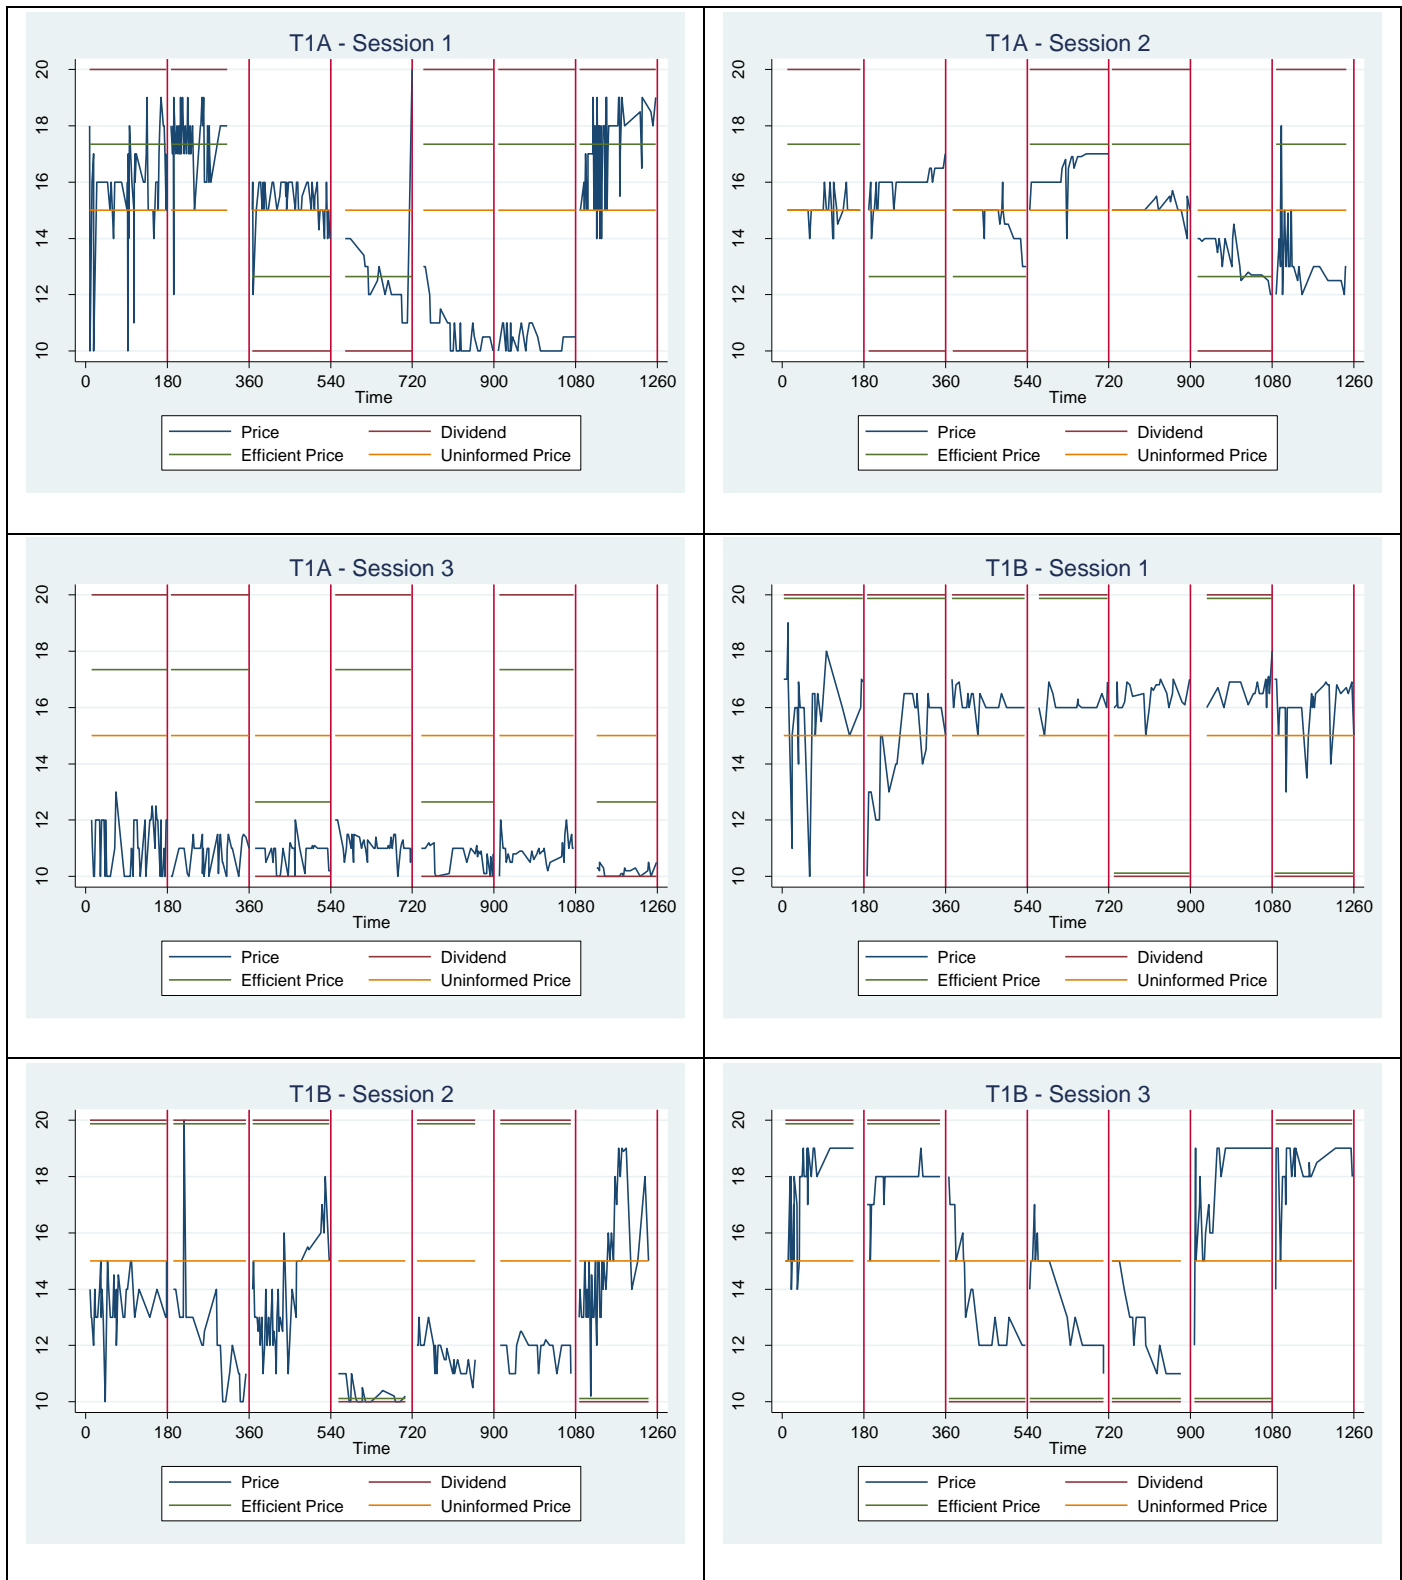 T1A - Session 1
20
18
16
14
12
10
0 180 360 540 720 900 1080 1260
Time
Price Dividend
Efficient Price Uninformed Price
T1A - Session 2
20
18
16
14
12
10
0 180 360 540 720 900 1080 1260
Time
Price Dividend
Efficient Price Uninformed Price
T1A - Session 3
20
18
16
14
12
10
0 180 360 540 720 900 1080 1260
Time
Price Dividend
Efficient Price Uninformed Price
T1B - Session 1
20
18
16
14
12
10
0 180 360 540 720 900 1080 1260
Time
Price Dividend
Efficient Price Uninformed Price
T1B - Session 2
20
18
16
14
12
10
0 180 360 540 720 900 1080 1260
Time
Price Dividend
Efficient Price Uninformed Price
T1B - Session 3
20
18
16
14
12
10
0 180 360 540 720 900 1080 1260
Time
Price Dividend
Efficient Price Uninformed Price